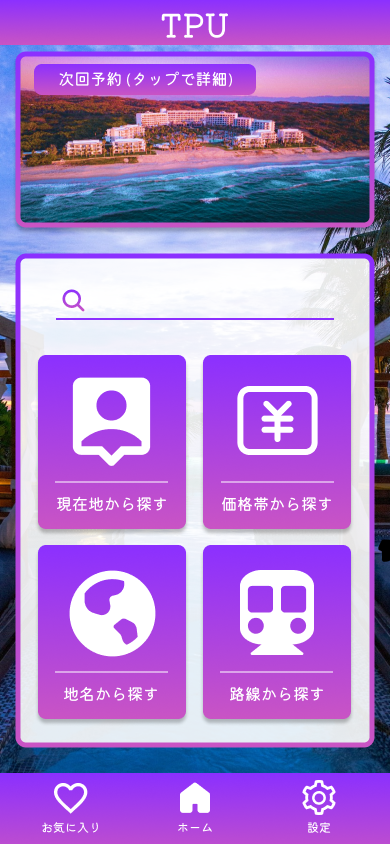 TPU
次回予約 (タップで詳細)
現在地から探す
価格帯から探す
地名から探す
路線から探す
お気に入り
ホーム
設定